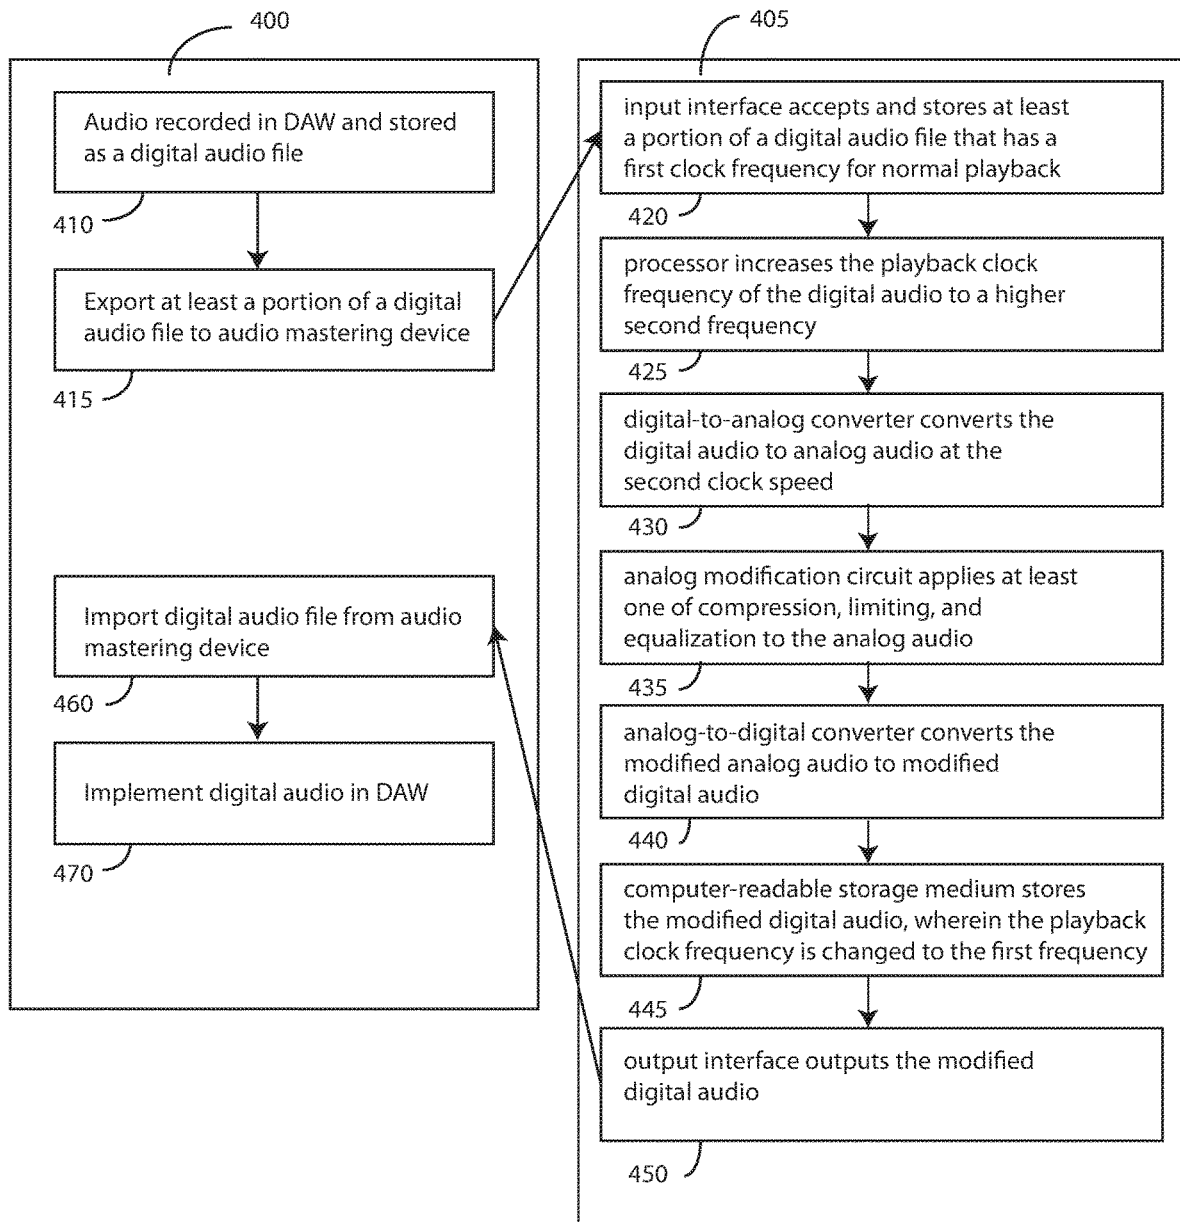 400
Audio recorded in DAW and stored
as a digital audio file
410
Export at least a portion of a digital
audio file to audio mastering device
415
Import digital audio file from audio
mastering device
460
Implement digital audio in DAW
470
405
input interface accepts and stores at least
a portion of a digital audio file that has a
first clock frequency for normal playback
420
processor increases the playback clock
frequency of the digital audio to a higher
second frequency
425
digital-to-analog converter converts the
digital audio to analog audio at the
second clock speed
430
analog modification circuit applies at least
one of compression, limiting, and
equalization to the analog audio
435
analog-to-digital converter converts the
modified analog audio to modified
digital audio
440
computer-readable storage medium stores
the modified digital audio, wherein the playback
clock frequency is changed to the first frequency
445
output interface outputs the modified
digital audio
450